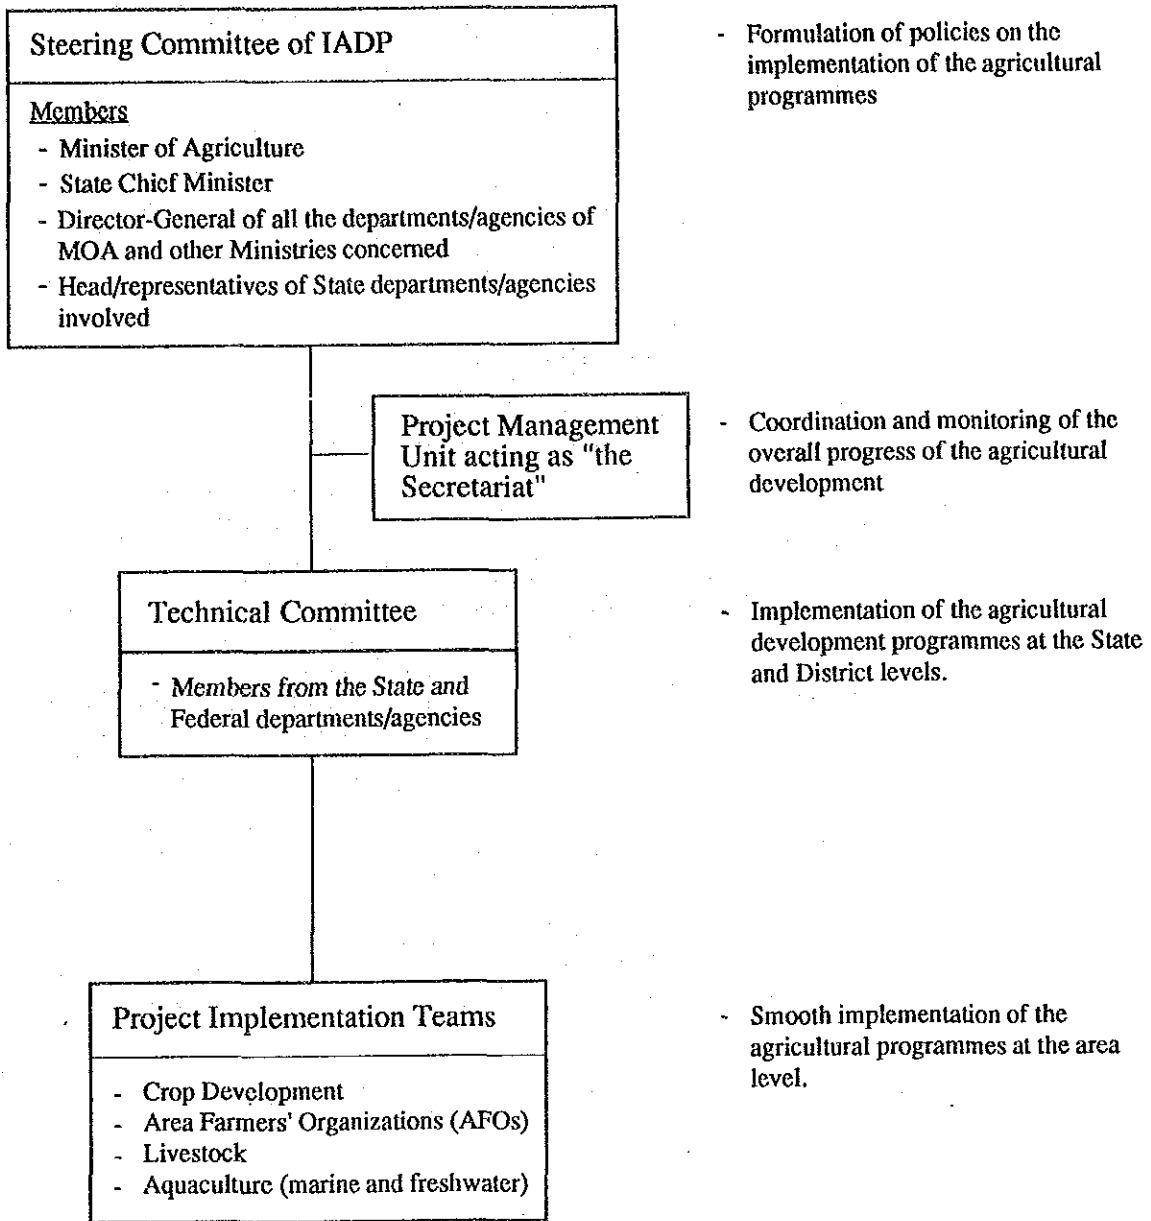 Steering Committee of IADP
Members
- Minister of Agriculture
- State Chief Minister
- Director-General of all the departments/agencies of
MOA and other Ministries concerned
- Head/representatives of State departments/agencies
involved
- Formulation of policies on the
implementation of the agricultural
programmes
Project Management
Unit acting as "the
Secretariat"
- Coordination and monitoring of the
overall progress of the agricultural
development
Technical Committee
- Members from the State and
Federal departments/agencies
- Implementation of the agricultural
development programmes at the State
and District levels.
Project Implementation Teams
- Crop Development
- Area Farmers' Organizations (AFOs)
- Livestock
- Aquaculture (marine and freshwater)
- Smooth implementation of the
agricultural programmes at the area
level.